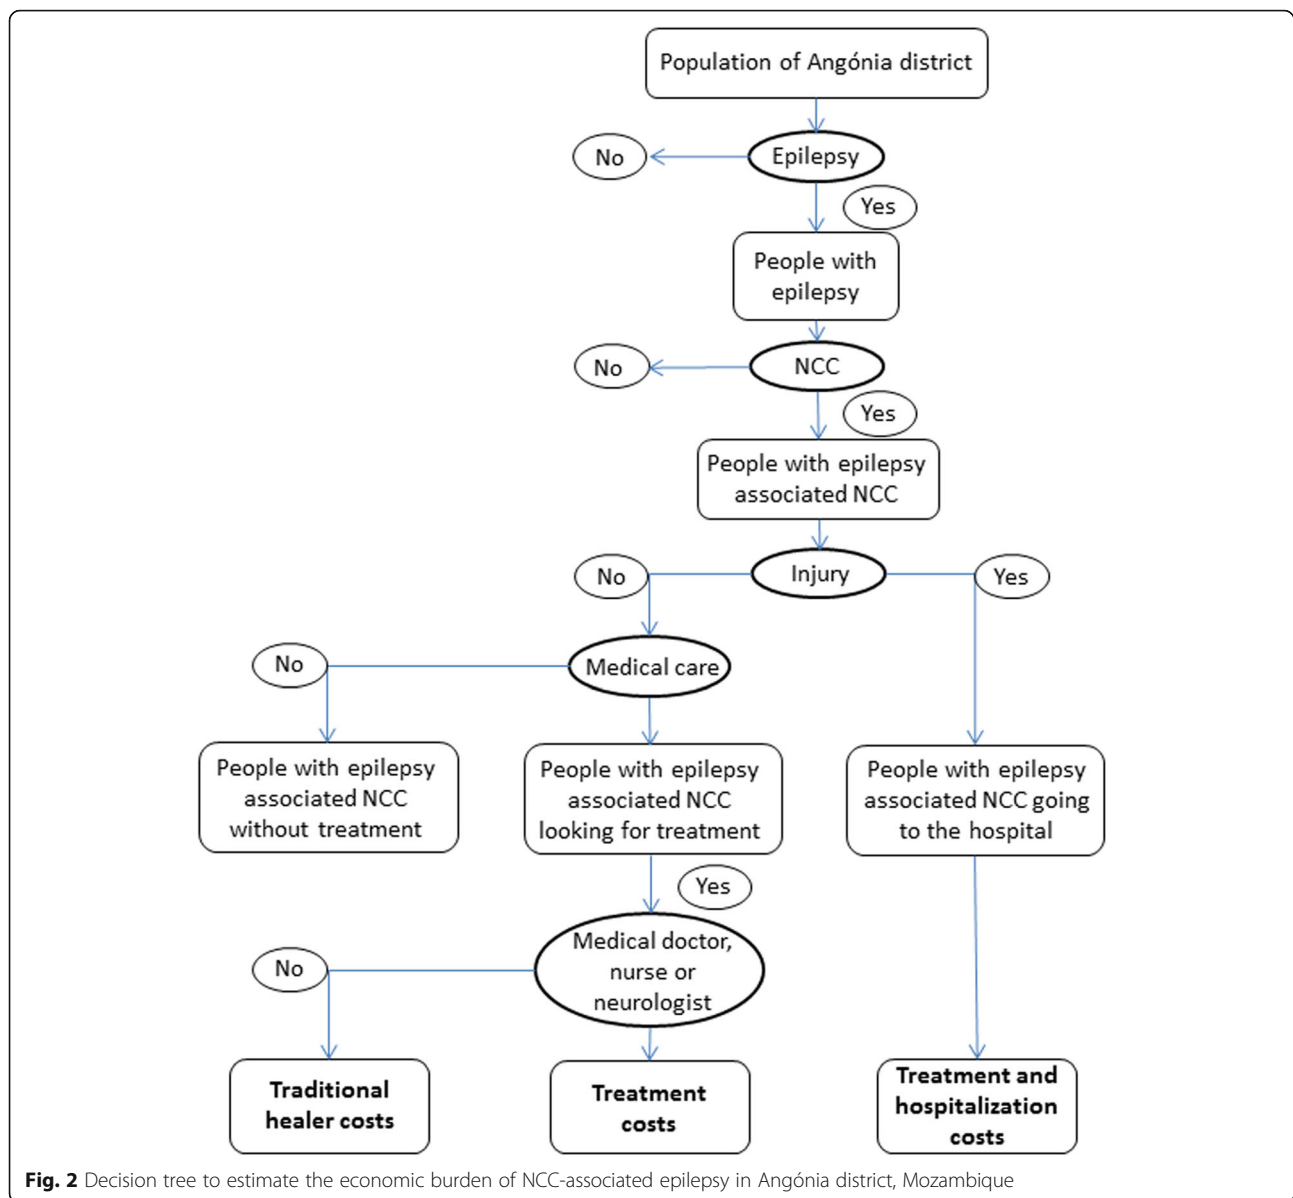 Population of Angónia district
No
Epilepsy
Yes
People with
epilepsy
No
NCC
Yes
People with epilepsy
associated NCC
No
Injury
Yes
No
Medical care
People with epilepsy
associated NCC
without treatment
People with epilepsy
associated NCC
looking for treatment
People with epilepsy
associated NCC going
to the hospital
Yes
No
Medical doctor,
nurse or
neurologist
Traditional
healer costs
Treatment
costs
Treatment and
hospitalization
costs
Fig. 2 Decision tree to estimate the economic burden of NCC-associated epilepsy in Angónia district, Mozambique